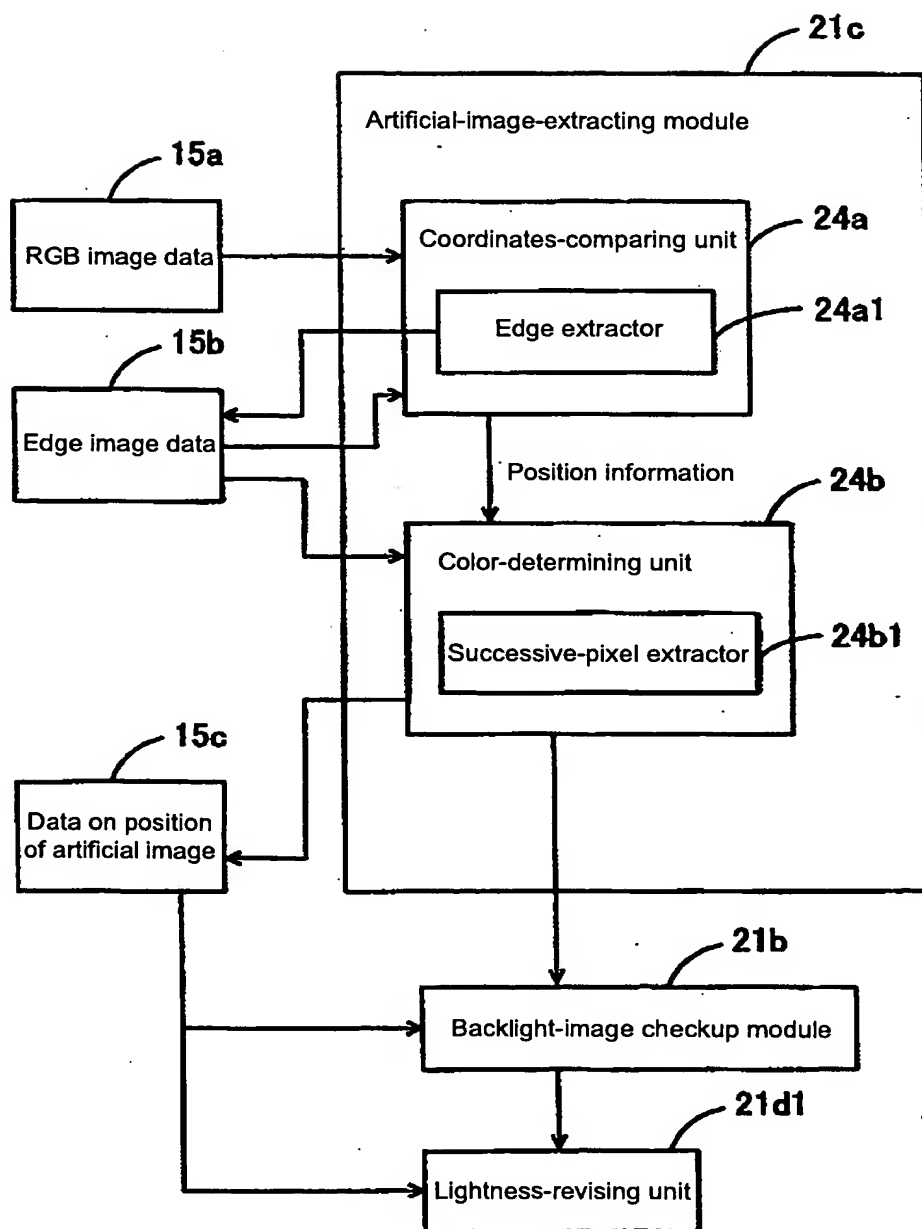 21c
Artificial-image-extracting module
15a
RGB image data
Coordinates-comparing unit
24a
Edge extractor
24a1
15b
Edge image data
Position information
24b
Color-determining unit
Successive-pixel extractor
24b1
15c
Data on position
of artificial image
21b
Backlight-image checkup module
21d1
Lightness-revising unit